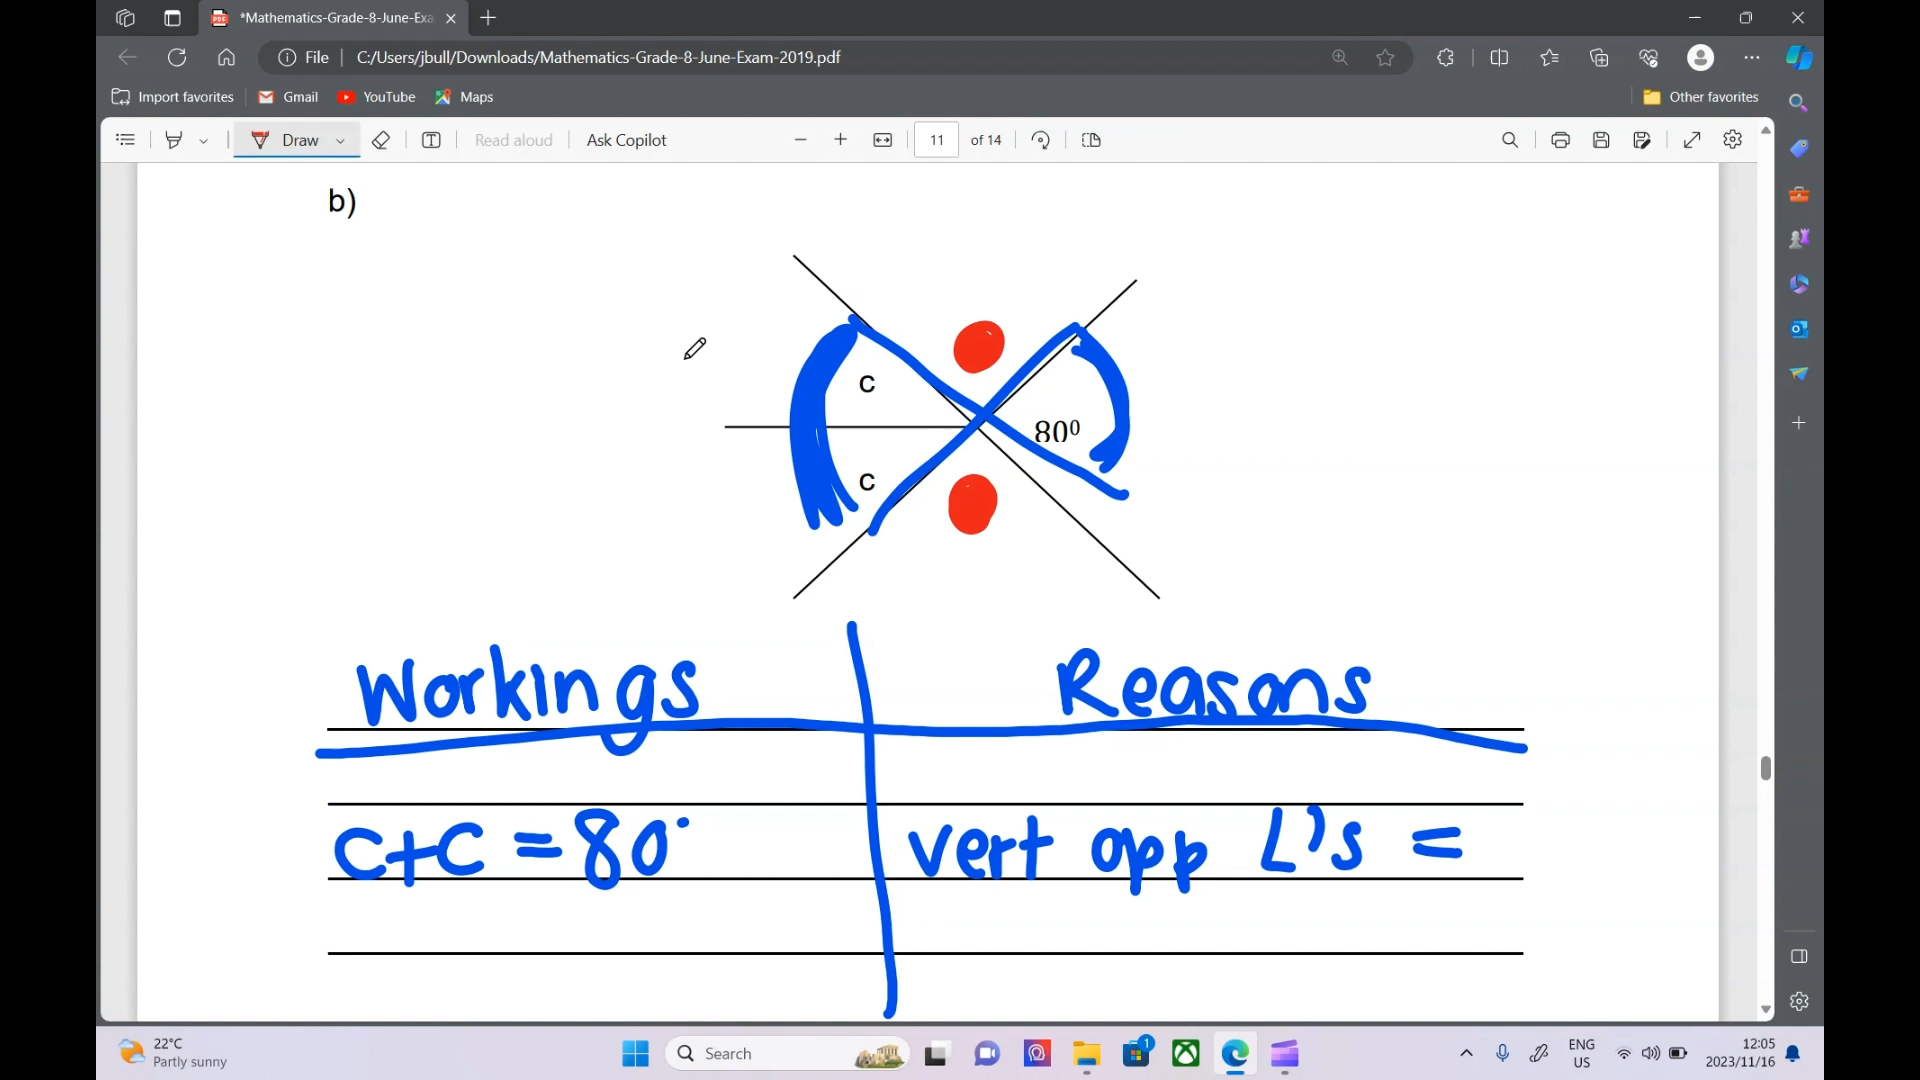 *Mathematics-Grade-8-June-Exa
File
C:/Users/jbull/Downloads/Mathematics-Grade-8-June-Exam-2019.pdf
Import favorites
Gmail
YouTube
Maps
Other favorites
Draw
Read aloud
Ask Copilot
11
of 14
b)
c
80⁰
c
Workings
Reasons
c+c = 80°
vert opp L's =
22°C
Partly sunny
Search
1
ENG
US
12:05
2023/11/16